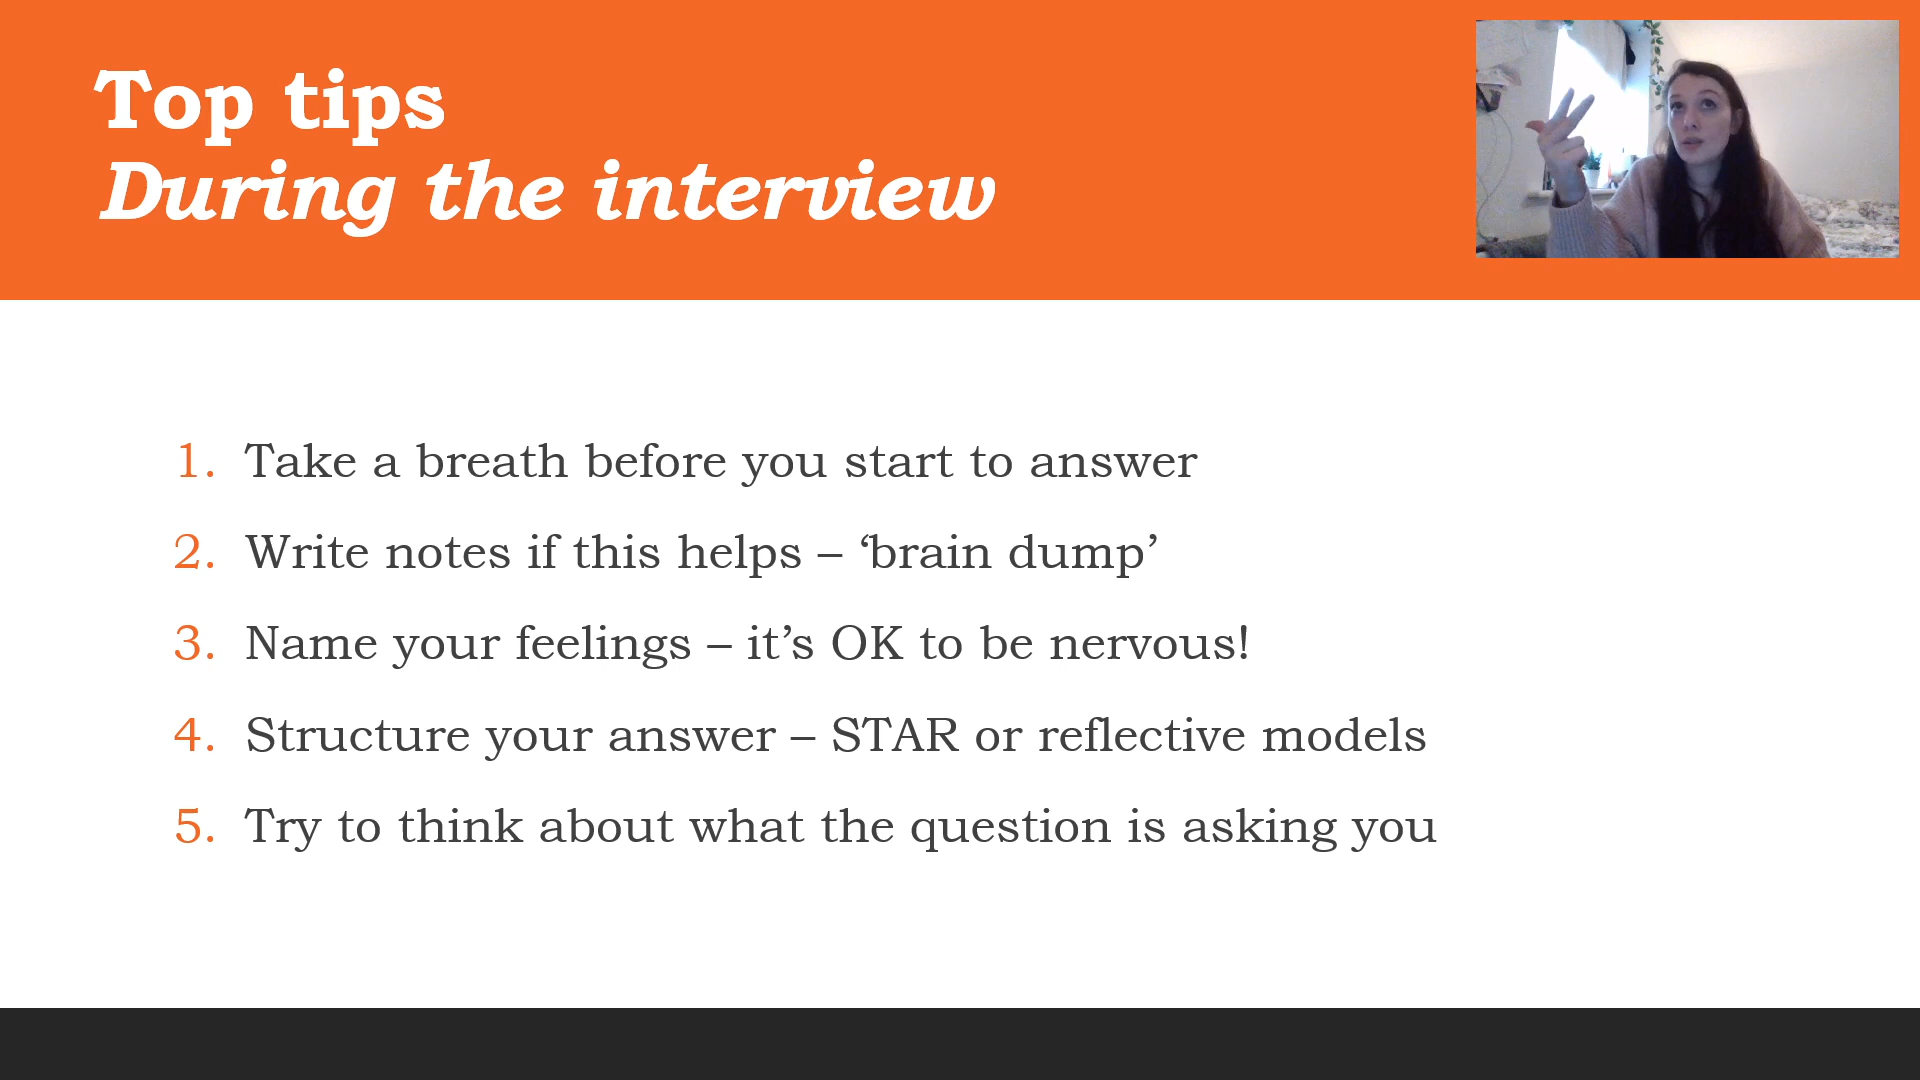 Top tips
During the interview
1. Take a breath before you start to answer
2. Write notes if this helps – ‘brain dump’
3. Name your feelings – it’s OK to be nervous!
4. Structure your answer – STAR or reflective models
5. Try to think about what the question is asking you